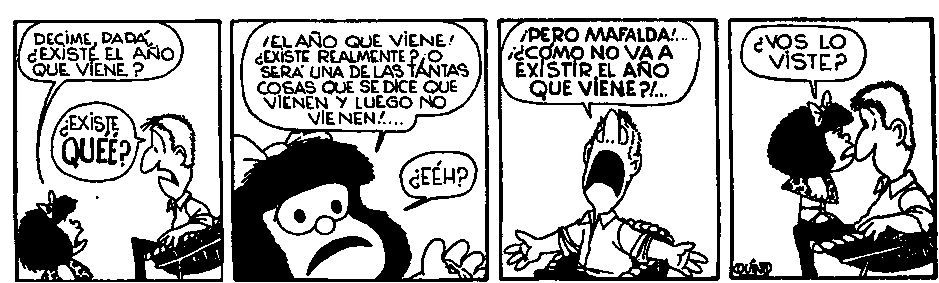 DECIME, DADÁ,
¿EXISTE EL AÑO
QUE VIENE?
¿EXISTE
QUEÉ?
¡EL AÑO QUE VIENE!
¿EXISTE REALMENTE? ¿O
SERÁ UNA DE LAS TANTAS
COSAS QUE SE DICE QUE
VIENEN Y LUEGO NO
VIENEN!....
¿EÉH?
¡PERO MAFALDA!...
¡¿CÓMO NO VA A
EXISTIR EL AÑO
QUE VIENE?!...
¿VOS LO
VISTE?
QUINO